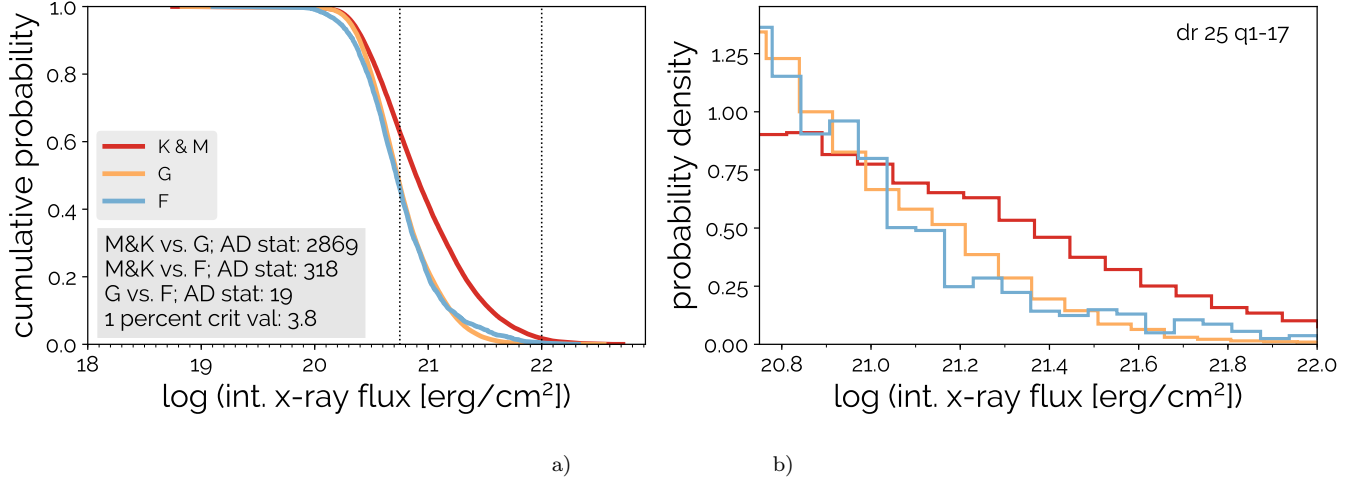 cumulative probability
1.0
0.8
0.6
0.4
0.2
0.0
K & M
G
F
M&K vs. G; AD stat: 2869
M&K vs. F; AD stat: 318
G vs. F; AD stat: 19
1 percent crit val: 3.8
18 19 20 21 22
log (int. x-ray flux [erg/cm²])
a)
probability density
dr 25 q1-17
1.25
1.00
0.75
0.50
0.25
0.00
20.8 21.0 21.2 21.4 21.6 21.8 22.0
log (int. x-ray flux [erg/cm²])
b)